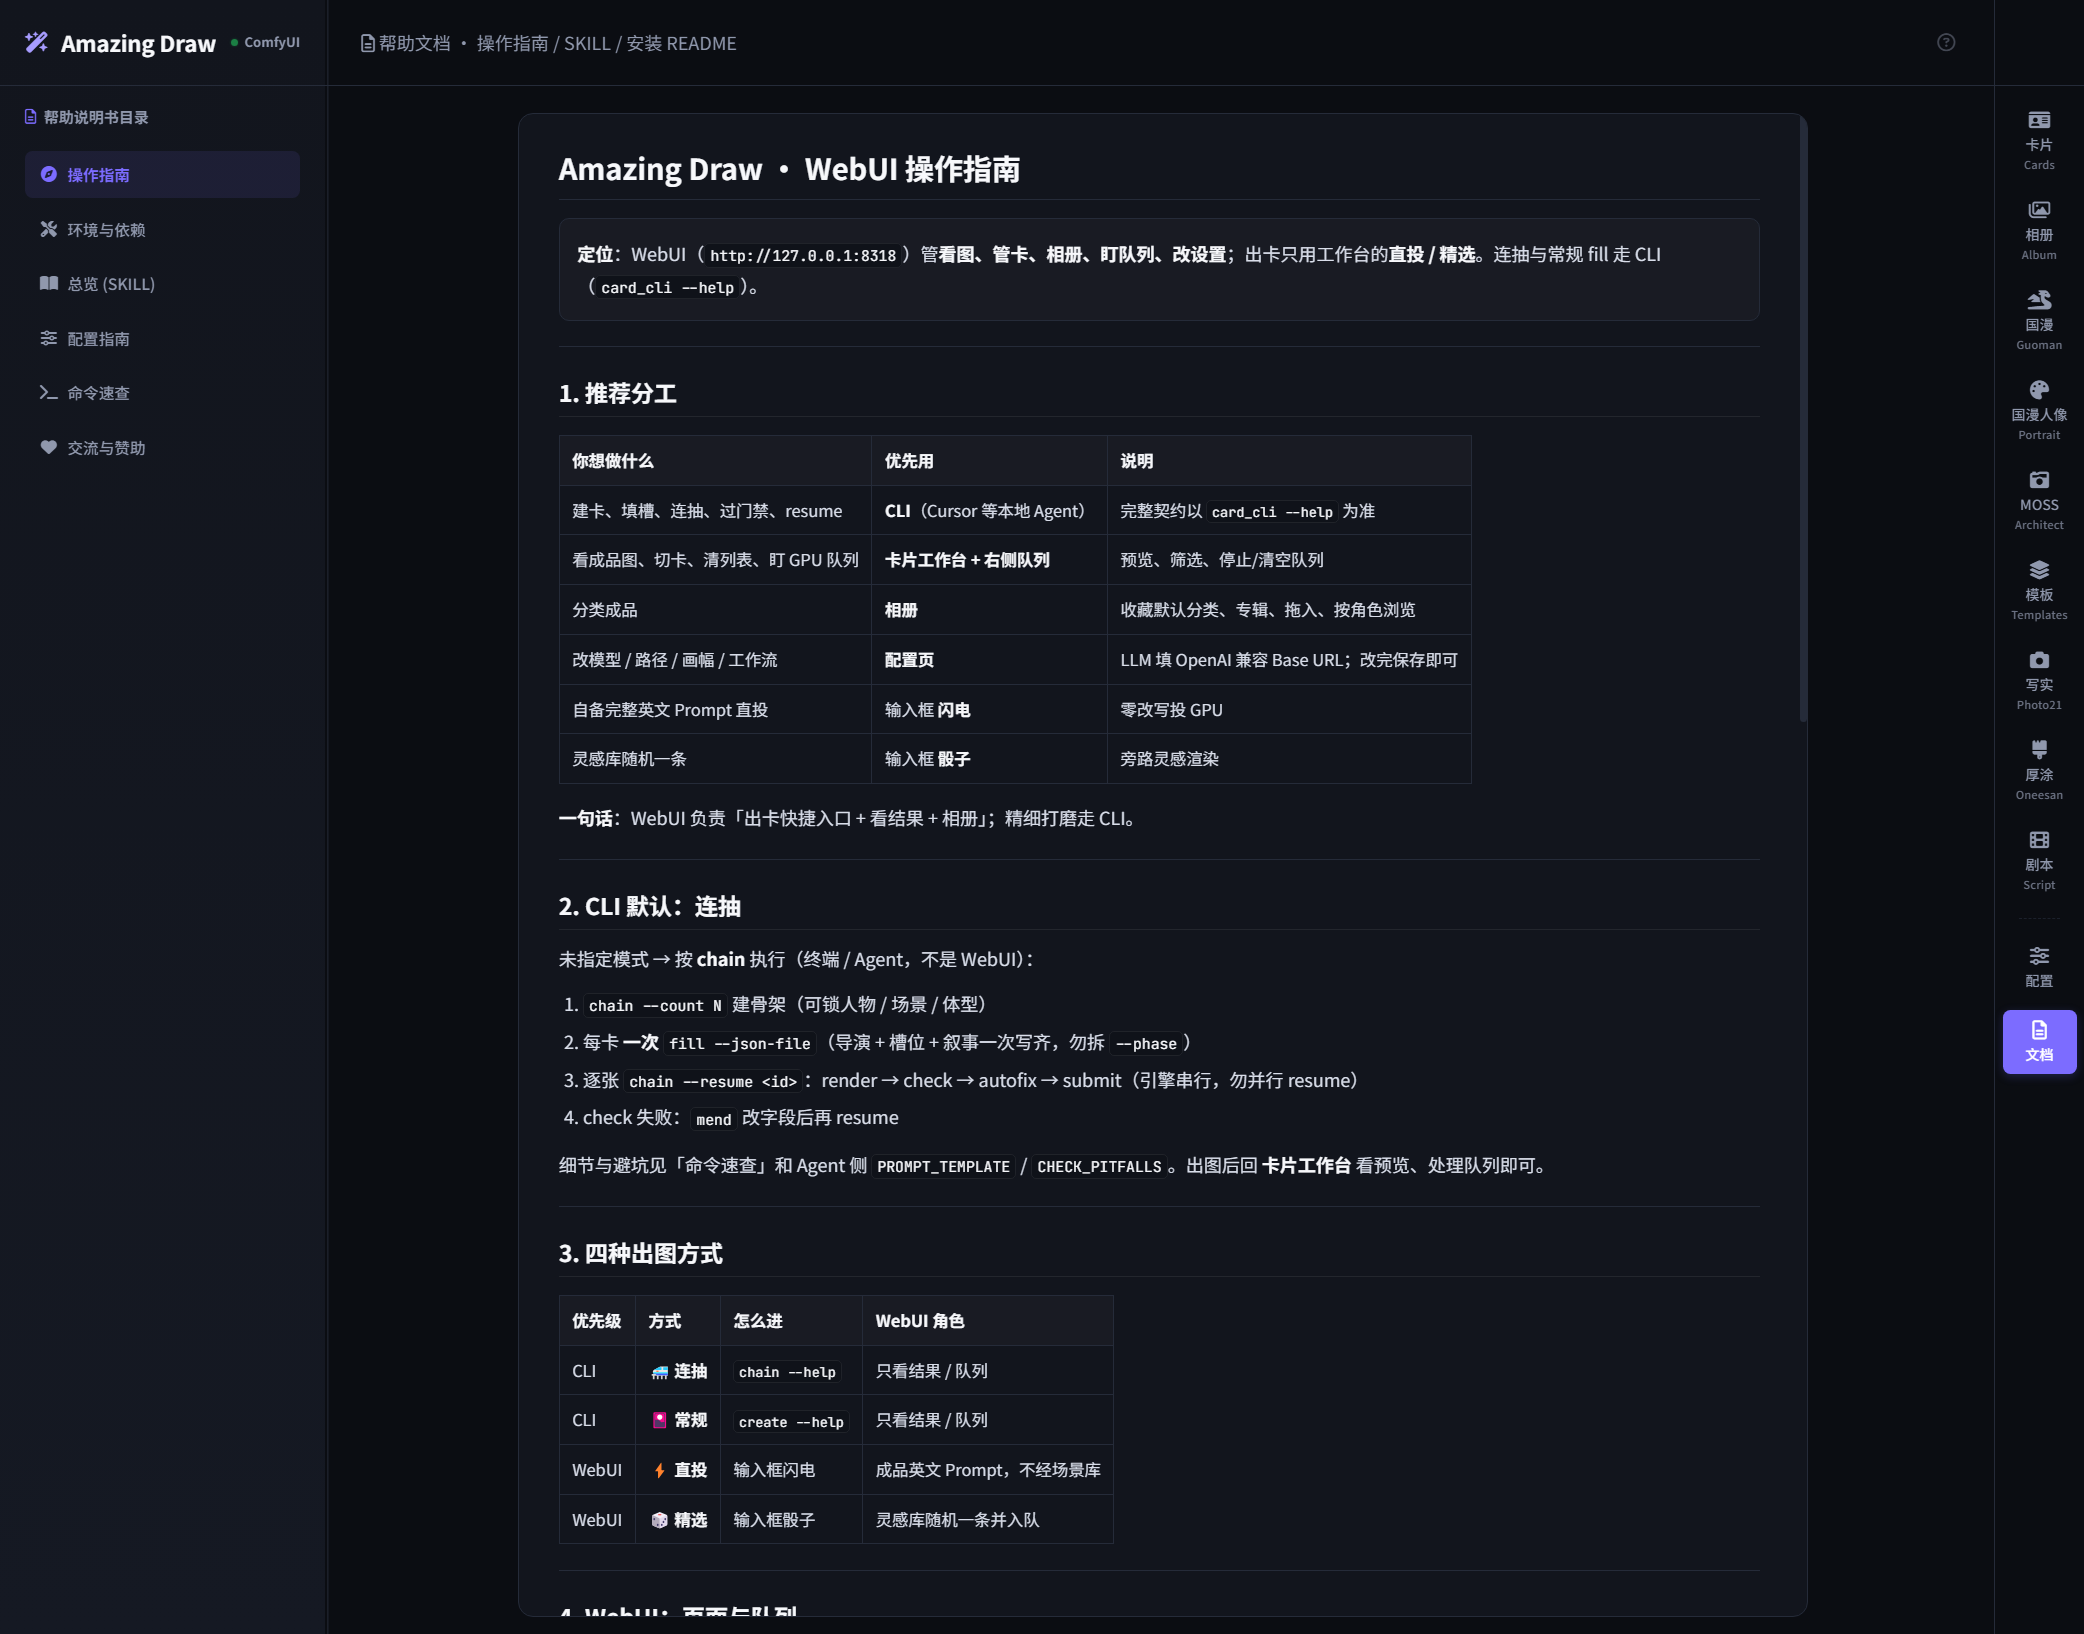 Amazing Draw
ComfyUI
帮助文档 · 操作指南 / SKILL / 安装 README
帮助说明书目录
操作指南
环境与依赖
总览 (SKILL)
配置指南
命令速查
交流与赞助
Amazing Draw · WebUI 操作指南
定位：WebUI（http://127.0.0.1:8318）管看图、管卡、相册、盯队列、改设置；出卡只用工作台的直投 / 精选。连抽与常规 fill 走 CLI
（card_cli --help）。
1. 推荐分工
你想做什么 优先用 说明
建卡、填槽、连抽、过门禁、resume CLI（Cursor 等本地 Agent） 完整契约以 card_cli --help 为准
看成品图、切卡、清列表、盯 GPU 队列 卡片工作台 + 右侧队列 预览、筛选、停止/清空队列
分类成品 相册 收藏默认分类、专辑、拖入、按角色浏览
改模型 / 路径 / 画幅 / 工作流 配置页 LLM 填 OpenAI 兼容 Base URL；改完保存即可
自备完整英文 Prompt 直投 输入框 闪电 零改写投 GPU
灵感库随机一条 输入框 骰子 旁路灵感渲染
一句话：WebUI 负责「出卡快捷入口 + 看结果 + 相册」；精细打磨走 CLI。
2. CLI 默认：连抽
未指定模式 → 按 chain 执行（终端 / Agent，不是 WebUI）：
1. chain --count N 建骨架（可锁人物 / 场景 / 体型）
2. 每卡 一次 fill --json-file（导演 + 槽位 + 叙事一次写齐，勿拆 --phase）
3. 逐张 chain --resume <id>：render → check → autofix → submit（引擎串行，勿并行 resume）
4. check 失败：mend 改字段后再 resume
细节与避坑见「命令速查」和 Agent 侧 PROMPT_TEMPLATE / CHECK_PITFALLS。出图后回 卡片工作台 看预览、处理队列即可。
3. 四种出图方式
优先级 方式 怎么进 WebUI 角色
CLI 🚙 连抽 chain --help 只看结果 / 队列
CLI 🎴 常规 create --help 只看结果 / 队列
WebUI ⚡ 直投 输入框闪电 成品英文 Prompt，不经场景库
WebUI 🎲 精选 输入框骰子 灵感库随机一条并入队
4. WebUI：页面与队列
卡片
Cards
相册
Album
国漫
Guoman
国漫人像
Portrait
MOSS
Architect
模板
Templates
写实
Photo21
厚涂
Oneesan
剧本
Script
配置
文档